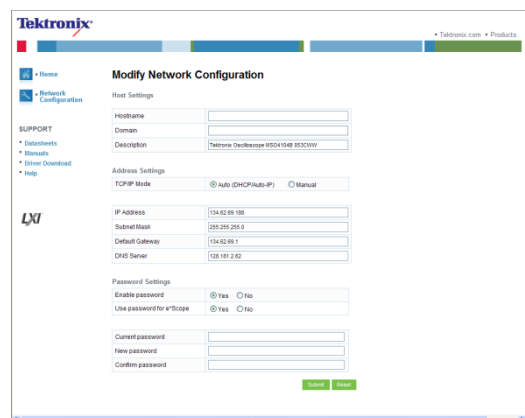 Tektronix
• Tektronix.com • Products
• Home
• Network Configuration
SUPPORT
• Datasheets
• Manuals
• Driver Download
• Help
LXI
Modify Network Configuration
Host Settings
Hostname
Domain
Description Tektronix Oscilloscope MSO4104B 053CWW
Address Settings
TCP/IP Mode Auto (DHCP/Auto-IP) Manual
IP Address 134.62.69.188
Subnet Mask 255.255.255.0
Default Gateway 134.62.69.1
DNS Server 128.181.2.62
Password Settings
Enable password Yes No
Use password for e*Scope Yes No
Current password
New password
Confirm password
Submit Reset